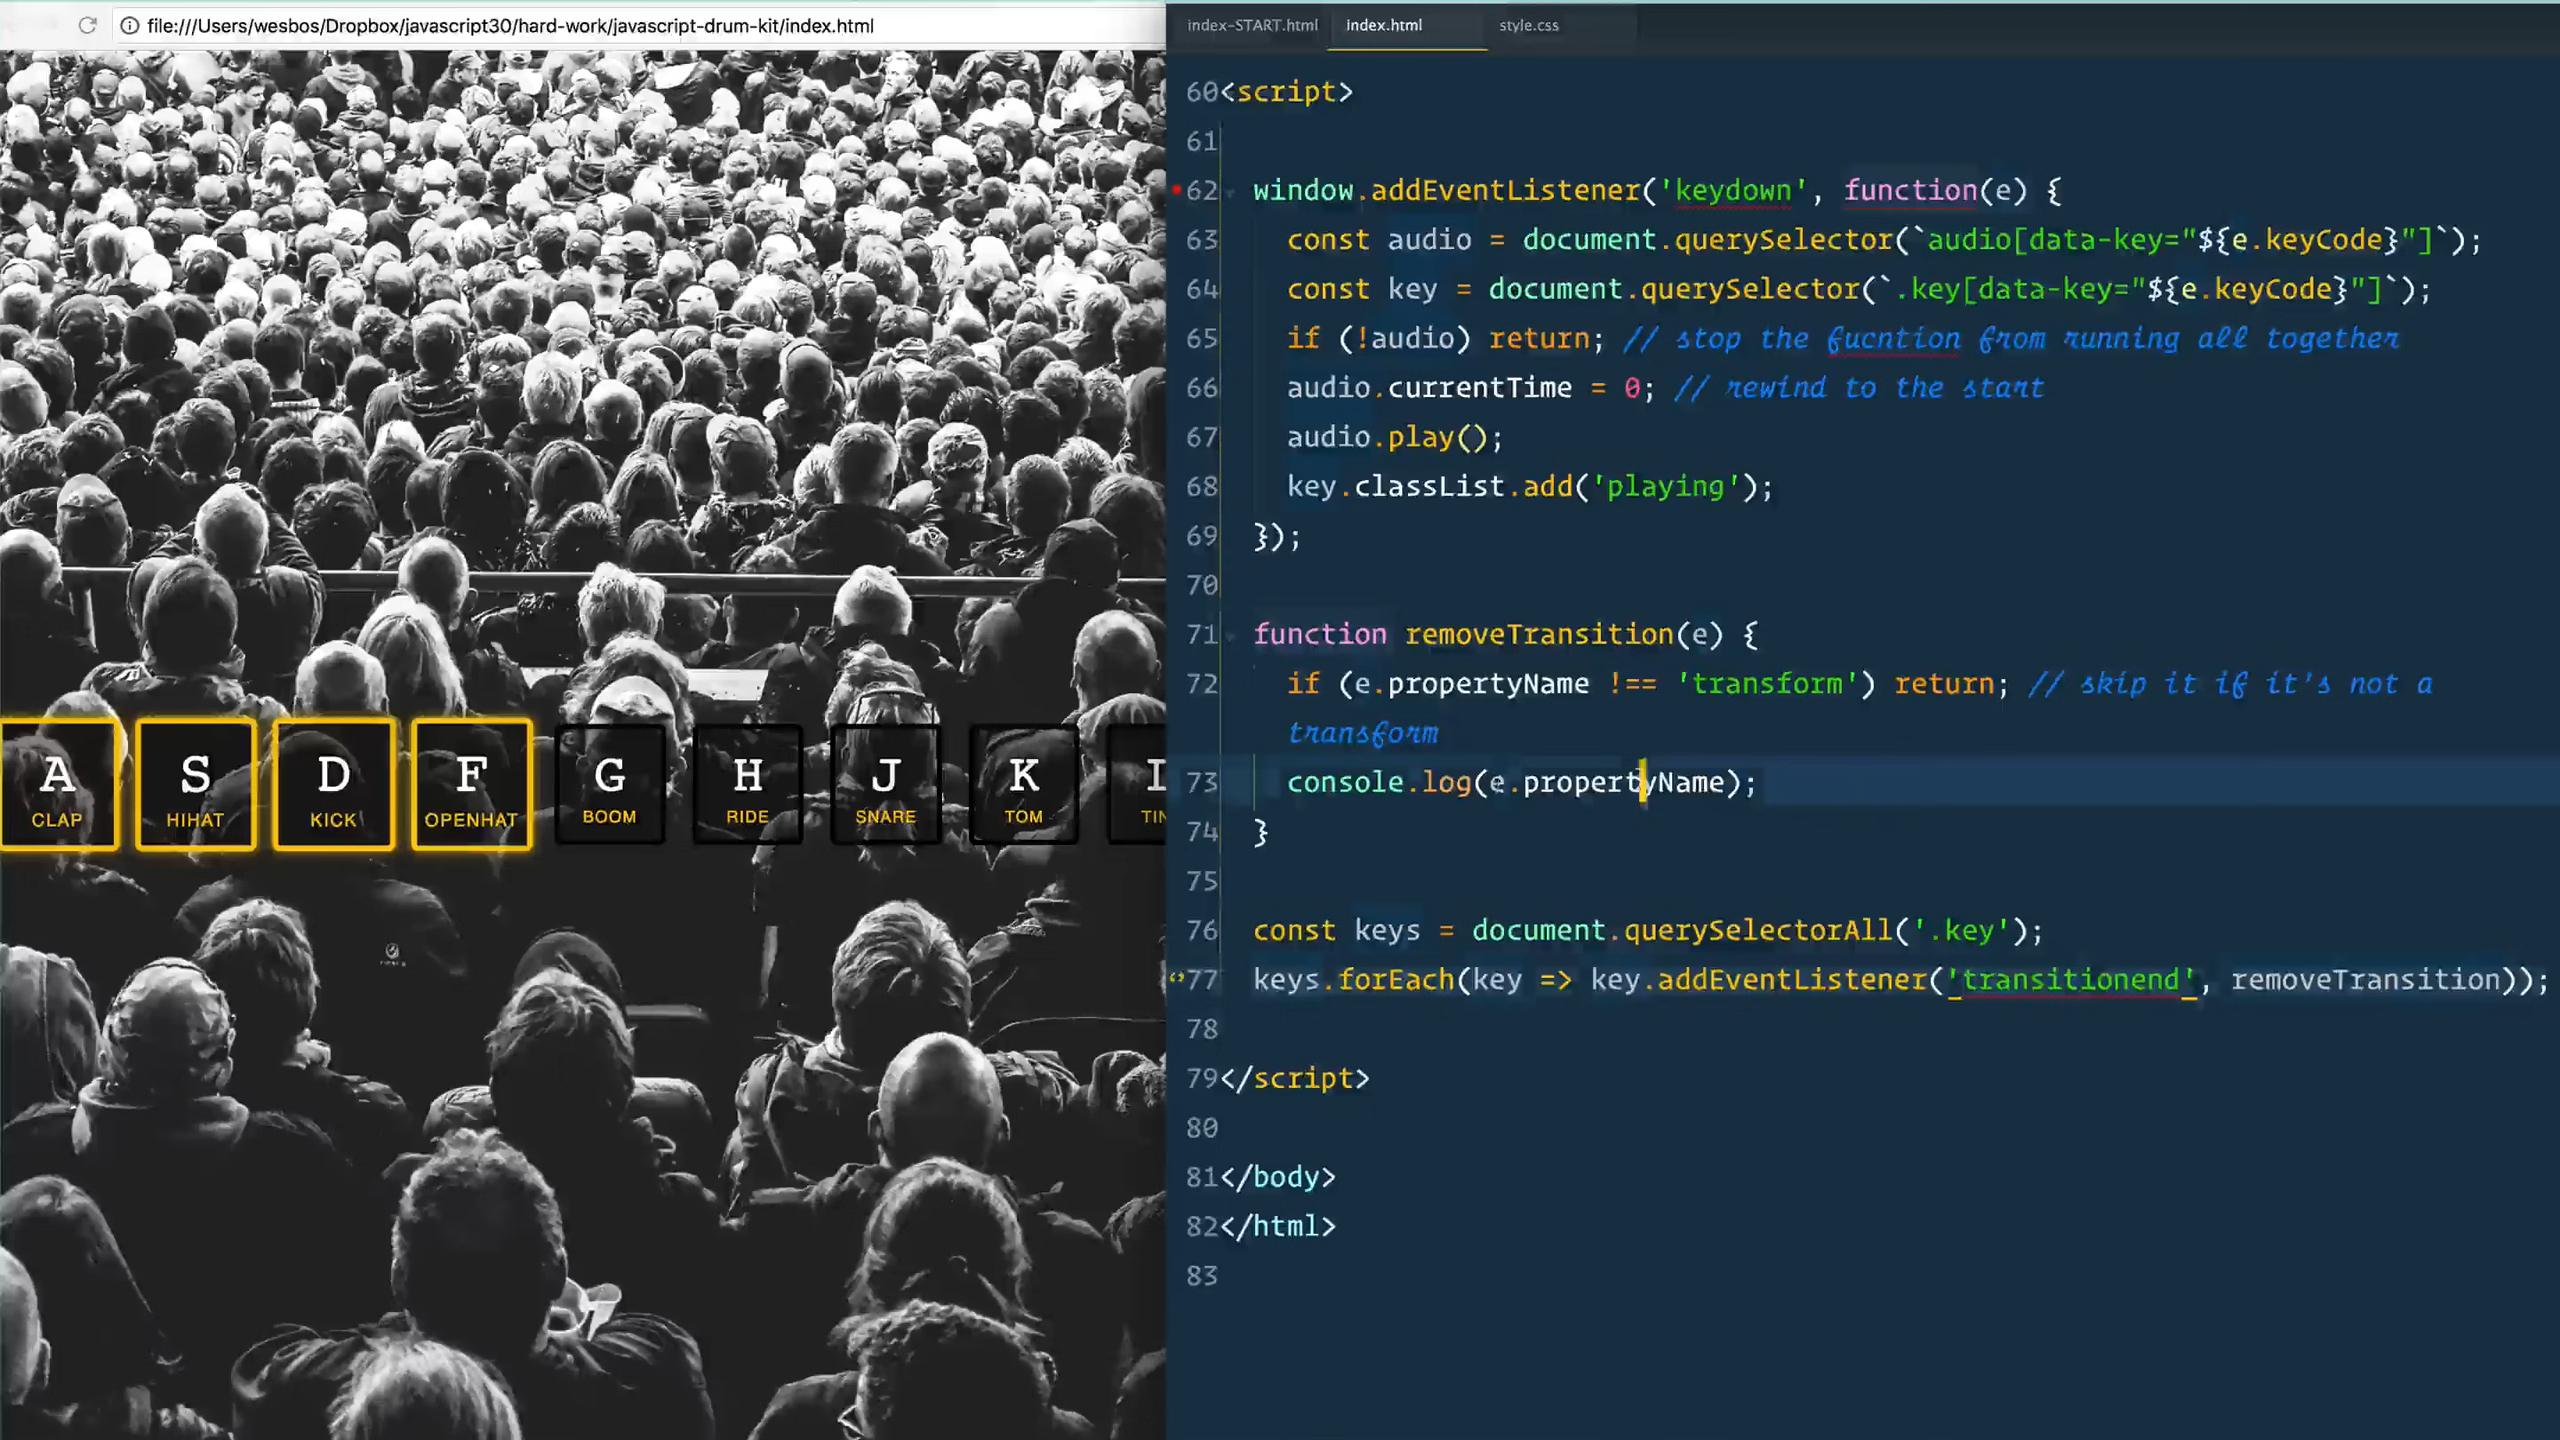 file:///Users/wesbos/Dropbox/javascript30/hard-work/javascript-drum-kit/index.html
A
CLAP
S
HIHAT
D
KICK
F
OPENHAT
G
BOOM
H
RIDE
J
SNARE
K
TOM
index-START.html
index.html
style.css
60<script>
61
62 window.addEventListener('keydown', function(e) {
63 const audio = document.querySelector(`audio[data-key="${e.keyCode}"]`);
64 const key = document.querySelector(`.key[data-key="${e.keyCode}"]`);
65 if (!audio) return; // stop the fucntion from running all together
66 audio.currentTime = 0; // rewind to the start
67 audio.play();
68 key.classList.add('playing');
69 });
70
71 function removeTransition(e) {
72 if (e.propertyName !== 'transform') return; // skip it if it's not a
transform
73 console.log(e.propertyName);
74 }
75
76 const keys = document.querySelectorAll('.key');
77 keys.forEach(key => key.addEventListener('transitionend', removeTransition));
78
79</script>
80
81</body>
82</html>
83